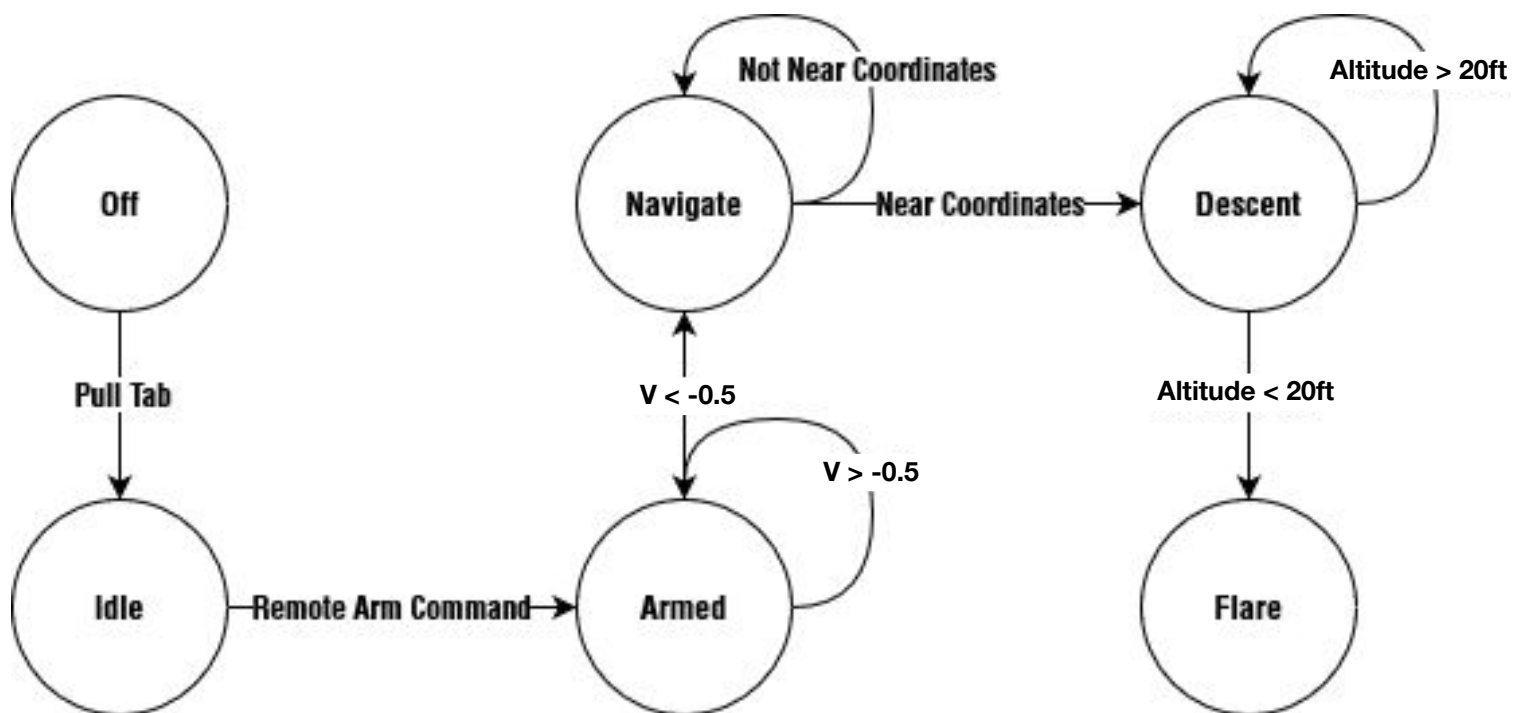 Not Near Coordinates
Altitude > 20ft
Off
Navigate
Near Coordinates
Descent
Pull Tab
V < -0.5
Altitude < 20ft
V > -0.5
Idle
Remote Arm Command
Armed
Flare